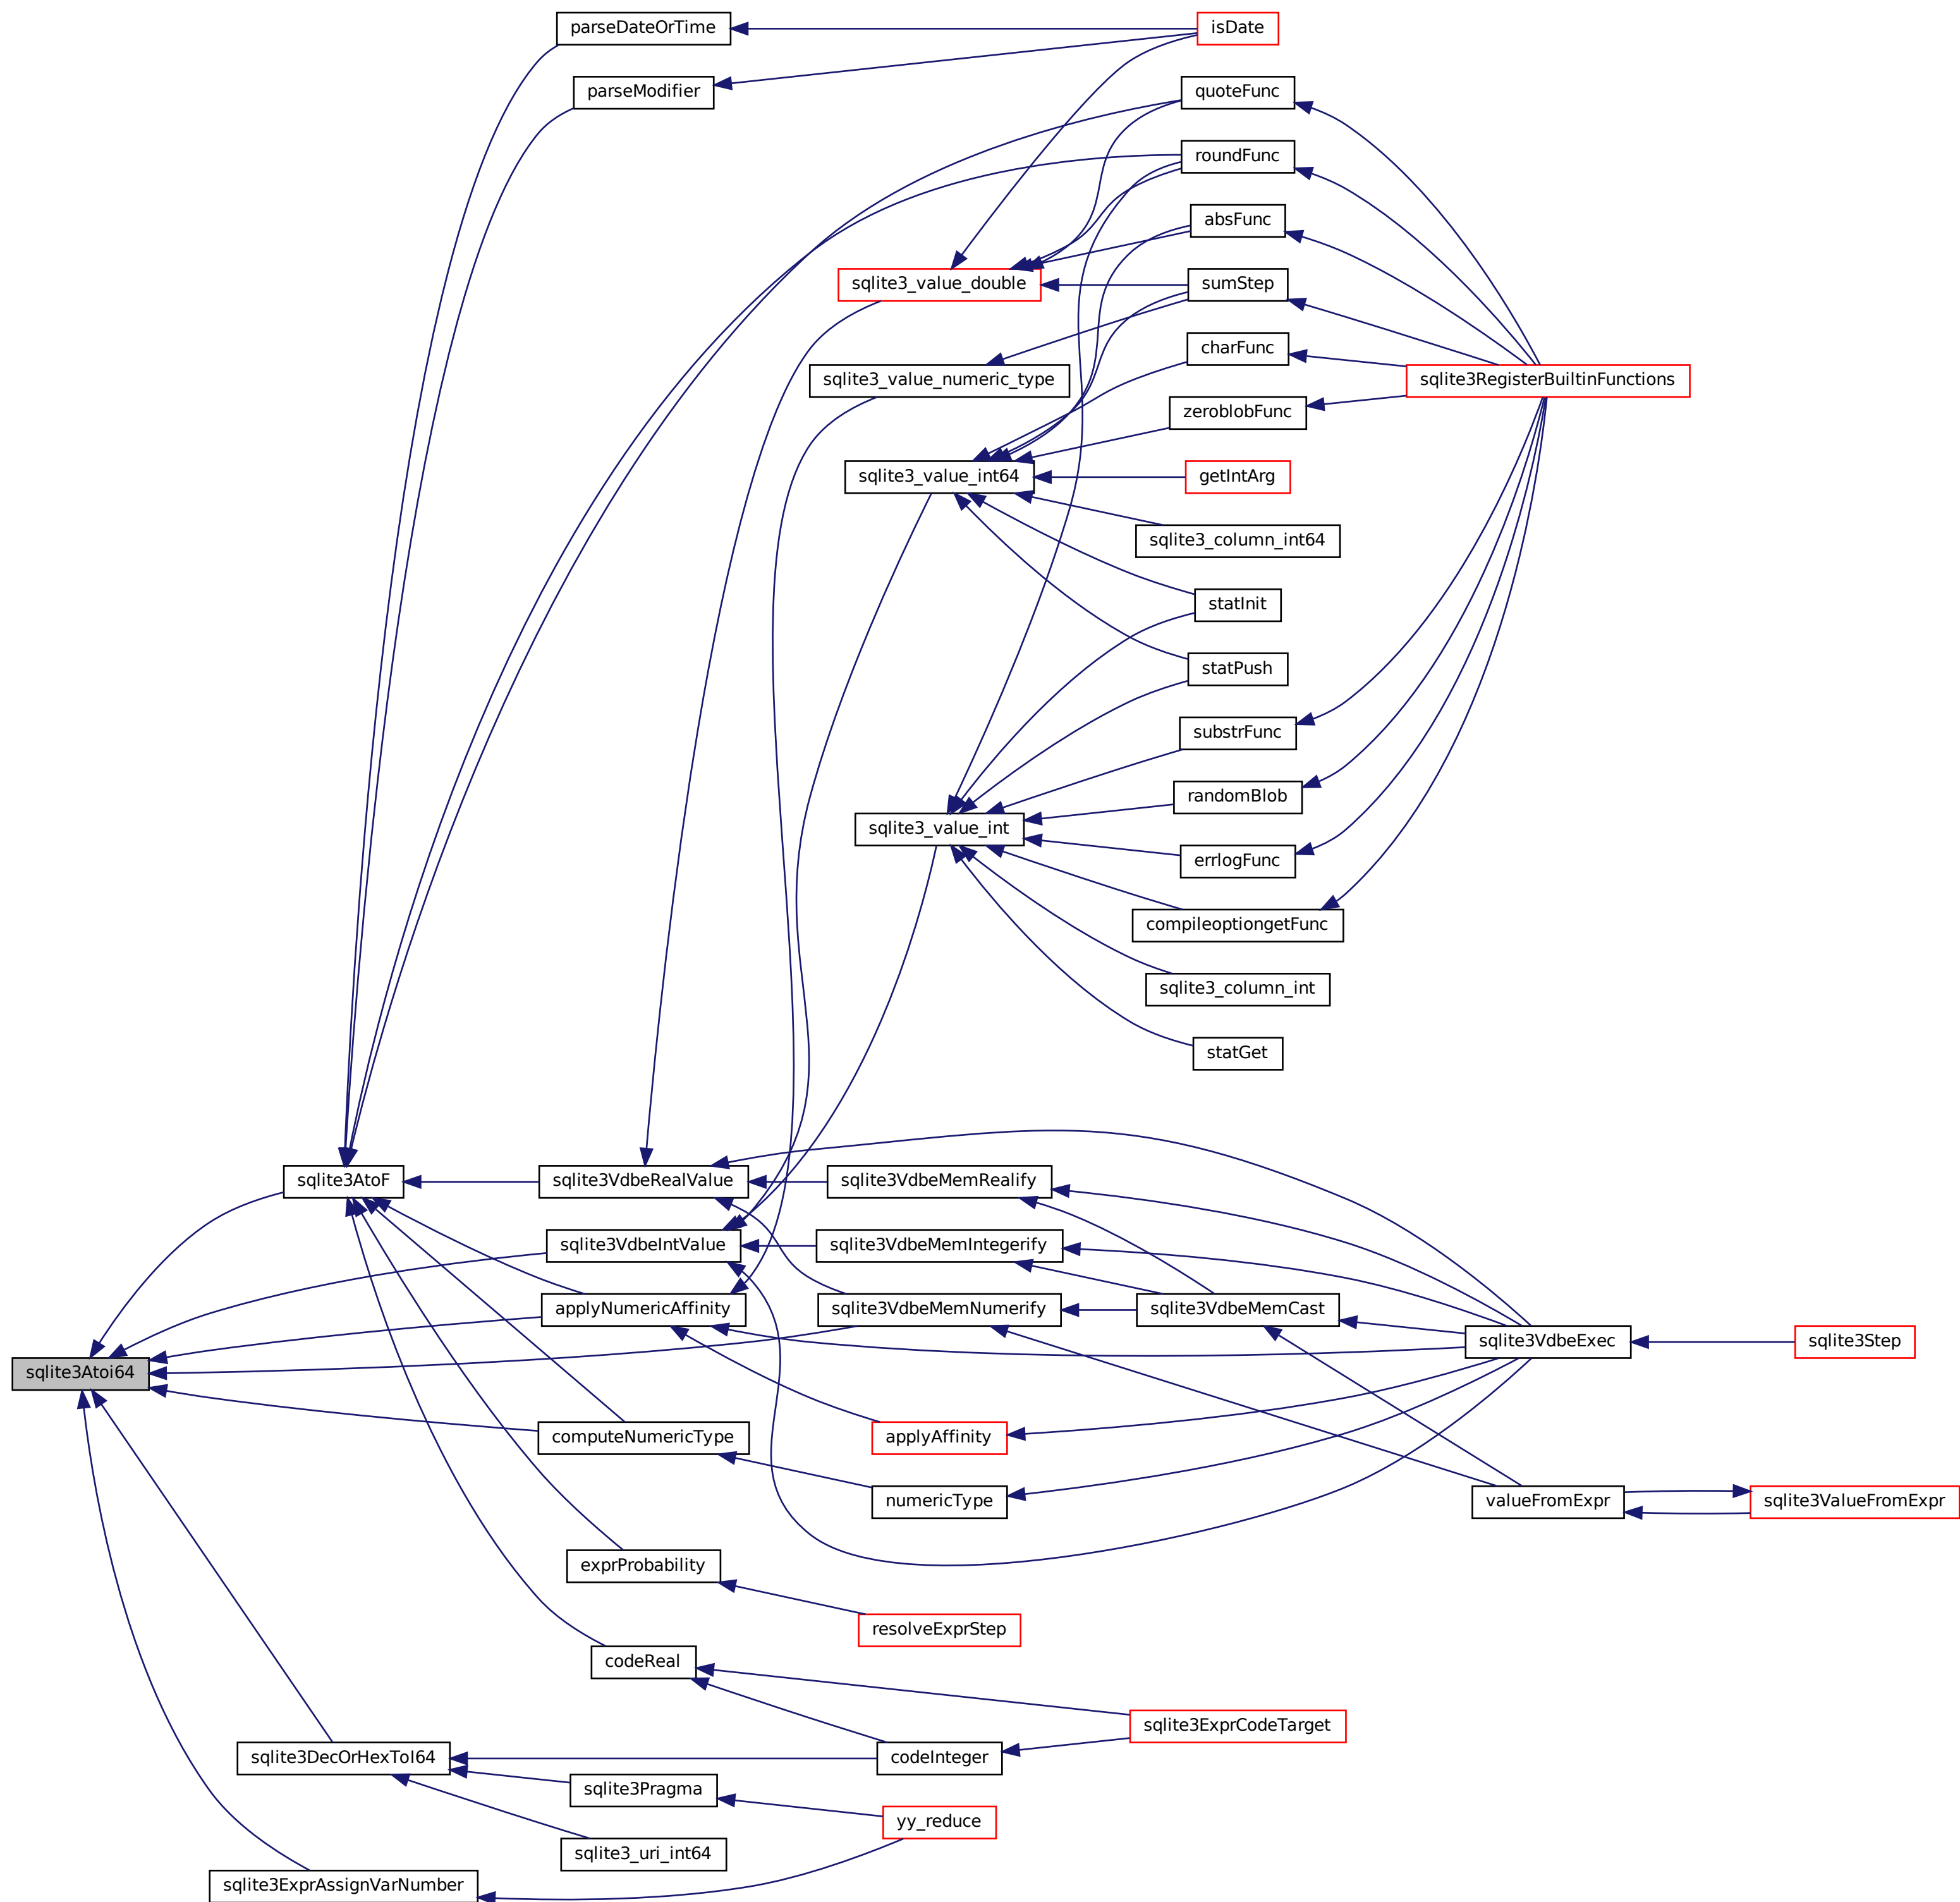 parseDateOrTime
isDate
parseModifier
quoteFunc
roundFunc
absFunc
sqlite3_value_double
sumStep
charFunc
sqlite3_value_numeric_type
sqlite3RegisterBuiltinFunctions
zeroblobFunc
sqlite3_value_int64
getIntArg
sqlite3_column_int64
statInit
statPush
substrFunc
randomBlob
sqlite3_value_int
errlogFunc
compileoptiongetFunc
sqlite3_column_int
statGet
sqlite3AtoF
sqlite3VdbeRealValue
sqlite3VdbeMemRealify
sqlite3VdbeIntValue
sqlite3VdbeMemIntegerify
applyNumericAffinity
sqlite3VdbeMemNumerify
sqlite3VdbeMemCast
sqlite3VdbeExec
sqlite3Step
sqlite3Atoi64
computeNumericType
applyAffinity
numericType
valueFromExpr
sqlite3ValueFromExpr
exprProbability
resolveExprStep
codeReal
sqlite3ExprCodeTarget
sqlite3DecOrHexToI64
codeInteger
sqlite3Pragma
yy_reduce
sqlite3_uri_int64
sqlite3ExprAssignVarNumber